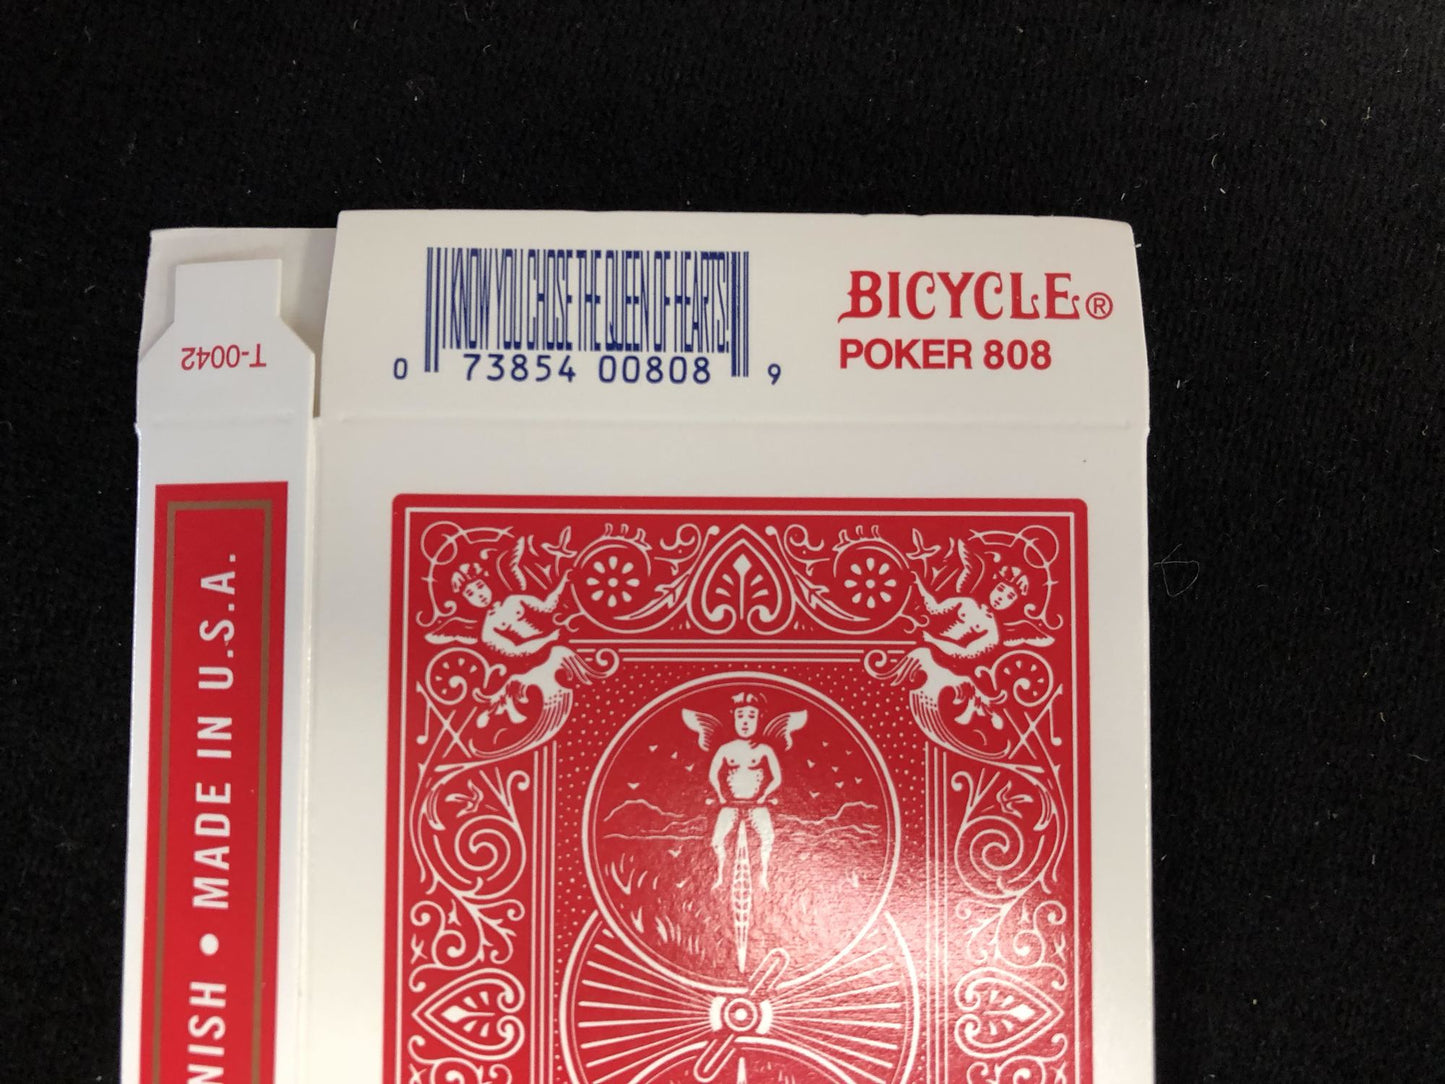 I KNOW YOU CHOSE THE QUEEN OF HEARTS!
0 73854 00808 9
BICYCLE®
POKER 808
T-0042
NISH • MADE IN U.S.A.